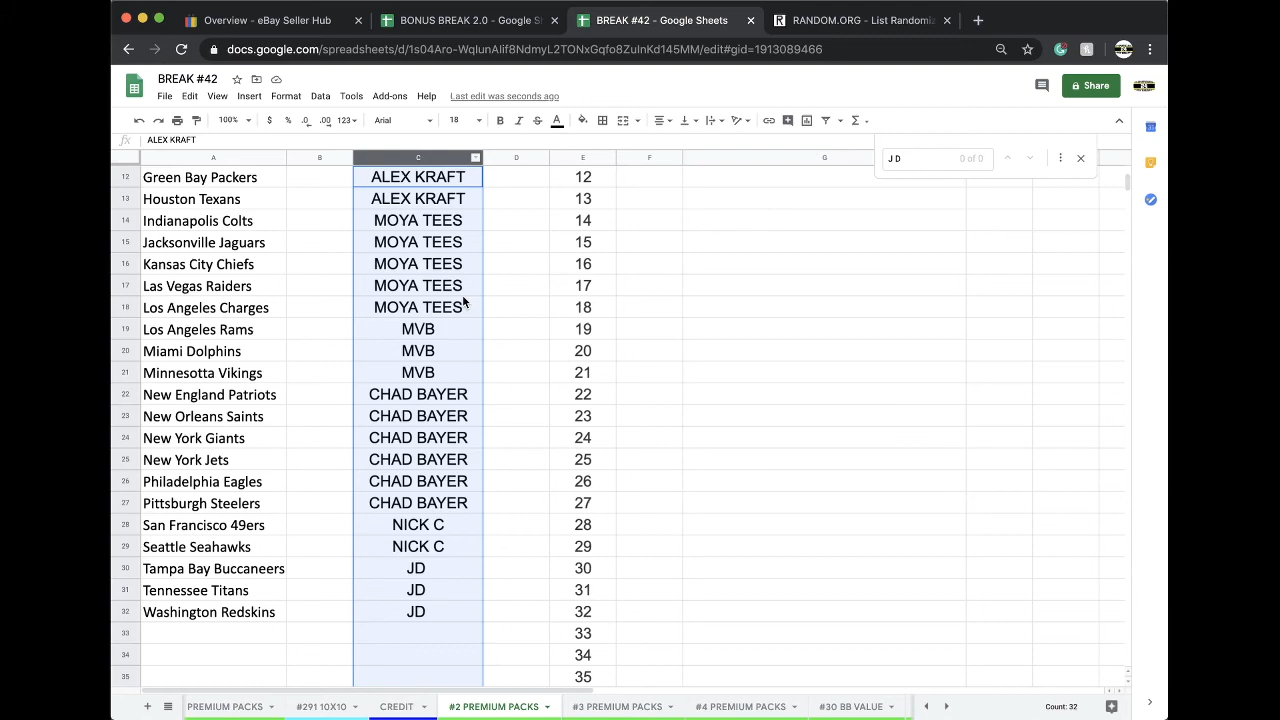 Overview - eBay Seller Hub
BONUS BREAK 2.0 - Google Sh
BREAK #42 - Google Sheets
RANDOM.ORG - List Randomiz
docs.google.com/spreadsheets/d/1s04Aro-WqIunAlif8NdmyL2TONxGqfo8ZuInKd145MM/edit#gid=1913089466
BREAK #42
File Edit View Insert Format Data Tools Add-ons Help Last edit was seconds ago
Share
100% $ % .0 .00 123 Arial 18 B I S A
fx ALEX KRAFT
J D 0 of 0
A B C D E F G
12 Green Bay Packers ALEX KRAFT 12
13 Houston Texans ALEX KRAFT 13
14 Indianapolis Colts MOYA TEES 14
15 Jacksonville Jaguars MOYA TEES 15
16 Kansas City Chiefs MOYA TEES 16
17 Las Vegas Raiders MOYA TEES 17
18 Los Angeles Charges MOYA TEES 18
19 Los Angeles Rams MVB 19
20 Miami Dolphins MVB 20
21 Minnesota Vikings MVB 21
22 New England Patriots CHAD BAYER 22
23 New Orleans Saints CHAD BAYER 23
24 New York Giants CHAD BAYER 24
25 New York Jets CHAD BAYER 25
26 Philadelphia Eagles CHAD BAYER 26
27 Pittsburgh Steelers CHAD BAYER 27
28 San Francisco 49ers NICK C 28
29 Seattle Seahawks NICK C 29
30 Tampa Bay Buccaneers JD 30
31 Tennessee Titans JD 31
32 Washington Redskins JD 32
33 33
34 34
35 35
PREMIUM PACKS #291 10X10 CREDIT #2 PREMIUM PACKS #3 PREMIUM PACKS #4 PREMIUM PACKS #30 BB VALUE Count: 32